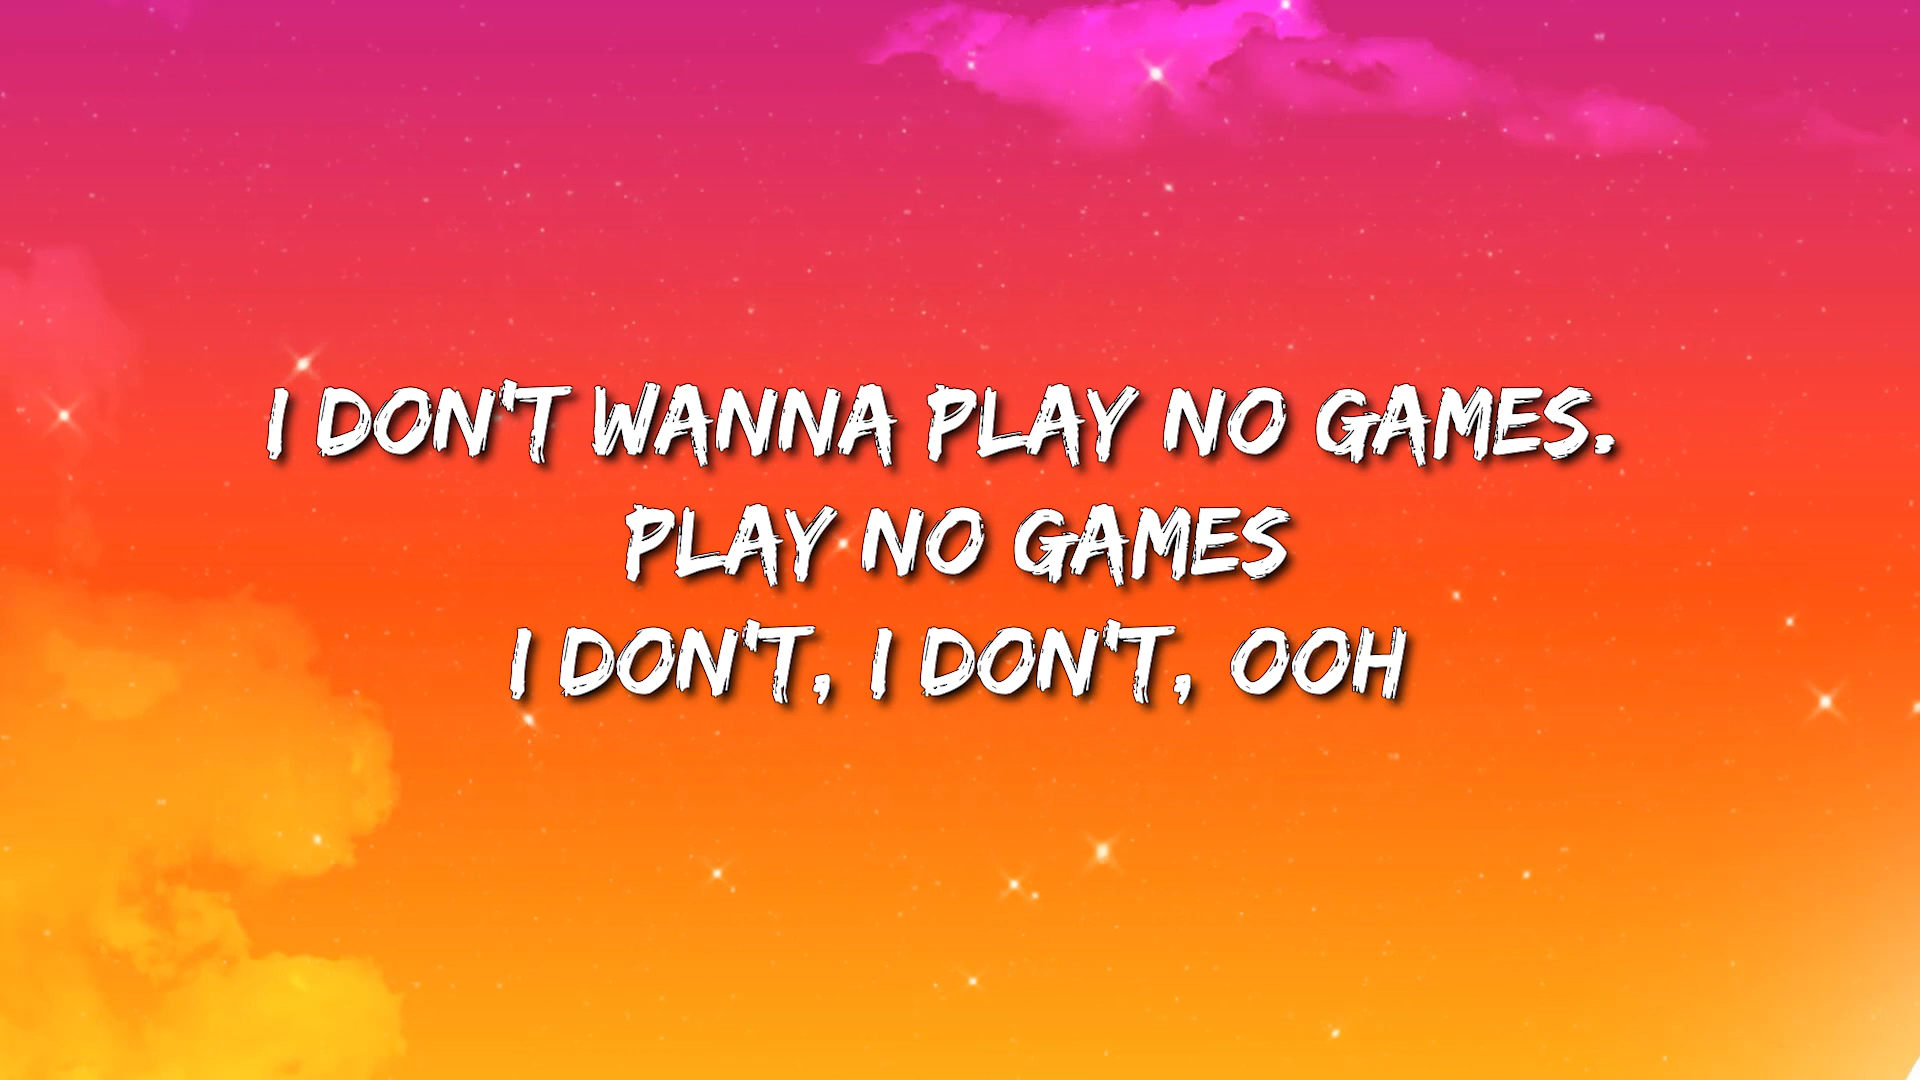 I DON'T WANNA PLAY NO GAMES.
PLAY NO GAMES
I DON'T, I DON'T, OOH